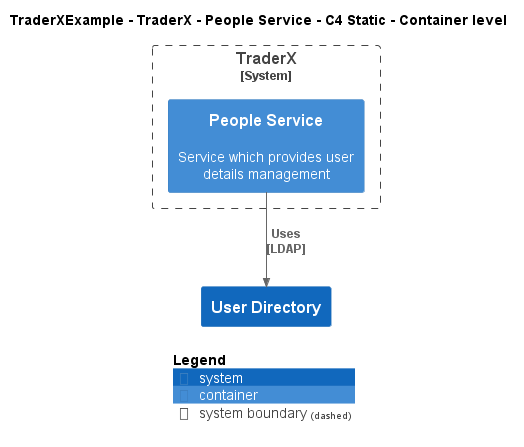 TraderXExample - TraderX - People Service - C4 Static - Container level
TraderX
[System]
People Service
Service which provides user
details management
Uses
[LDAP]
User Directory
Legend
system
container
system boundary (dashed)